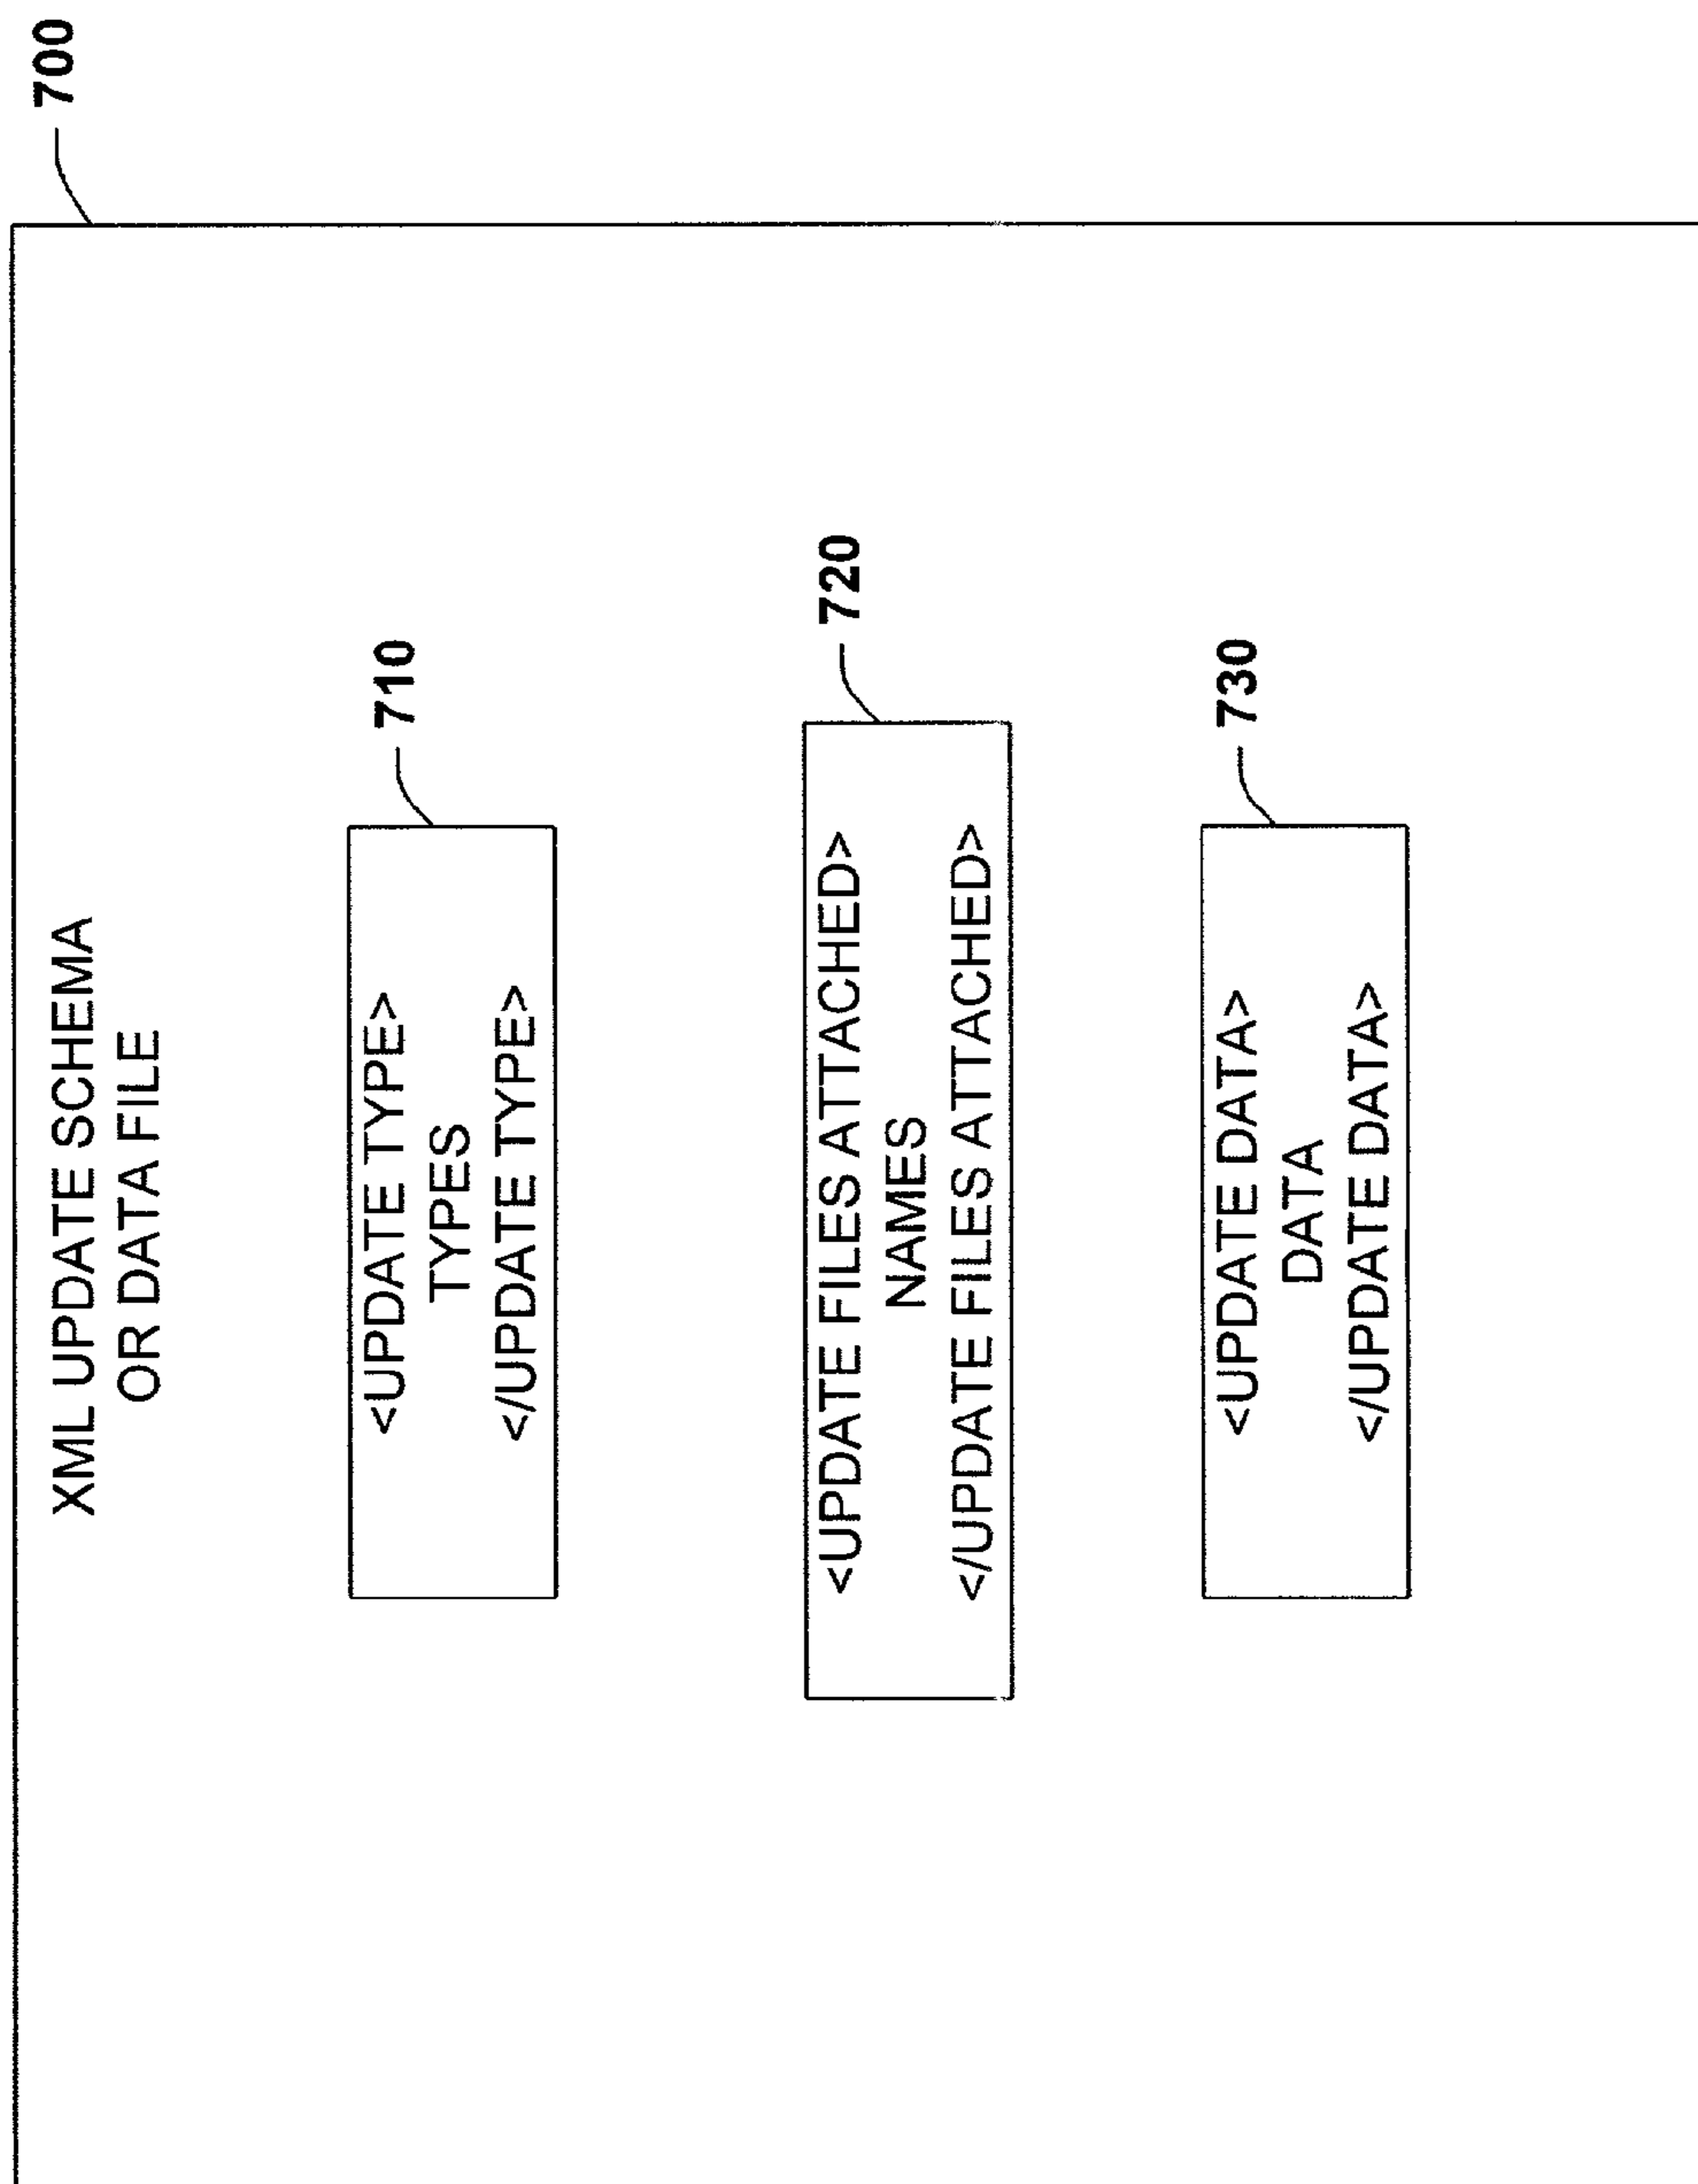 700
XML UPDATE SCHEMA
OR DATA FILE
710
<UPDATE TYPE>
TYPES
</UPDATE TYPE>
720
<UPDATE FILES ATTACHED>
NAMES
</UPDATE FILES ATTACHED>
730
<UPDATE DATA>
DATA
</UPDATE DATA>